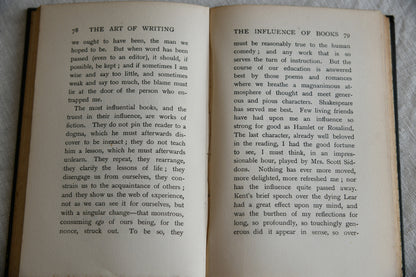 78 THE ART OF WRITING
we ought to have been, the man we
hoped to be. But when word has been
passed (even to an editor), it should, if
possible, be kept; and if sometimes I am
wise and say too little, and sometimes
weak and say too much, the blame must
lie at the door of the person who en-
trapped me.
The most influential books, and the
truest in their influence, are works of
fiction. They do not pin the reader to a
dogma, which he must afterwards dis-
cover to be inexact; they do not teach
him a lesson, which he must afterwards
unlearn. They repeat, they rearrange,
they clarify the lessons of life; they
disengage us from ourselves, they con-
strain us to the acquaintance of others;
and they show us the web of experience,
not as we can see it for ourselves, but
with a singular change—that monstrous,
consuming ego of ours being, for the
nonce, struck out. To be so, they
THE INFLUENCE OF BOOKS 79
must be reasonably true to the human
comedy; and any work that is so
serves the turn of instruction. But the
course of our education is answered
best by those poems and romances
where we breathe a magnanimous at-
mosphere of thought and meet gener-
ous and pious characters. Shakespeare
has served me best. Few living friends
have had upon me an influence so
strong for good as Hamlet or Rosalind.
The last character, already well beloved
in the reading, I had the good fortune
to see, I must think, in an impres-
sionable hour, played by Mrs. Scott Sid-
dons. Nothing has ever more moved,
more delighted, more refreshed me; nor
has the influence quite passed away.
Kent's brief speech over the dying Lear
had a great effect upon my mind, and
was the burthen of my reflections for
long, so profoundly, so touchingly
generous did it appear in sense, so over-